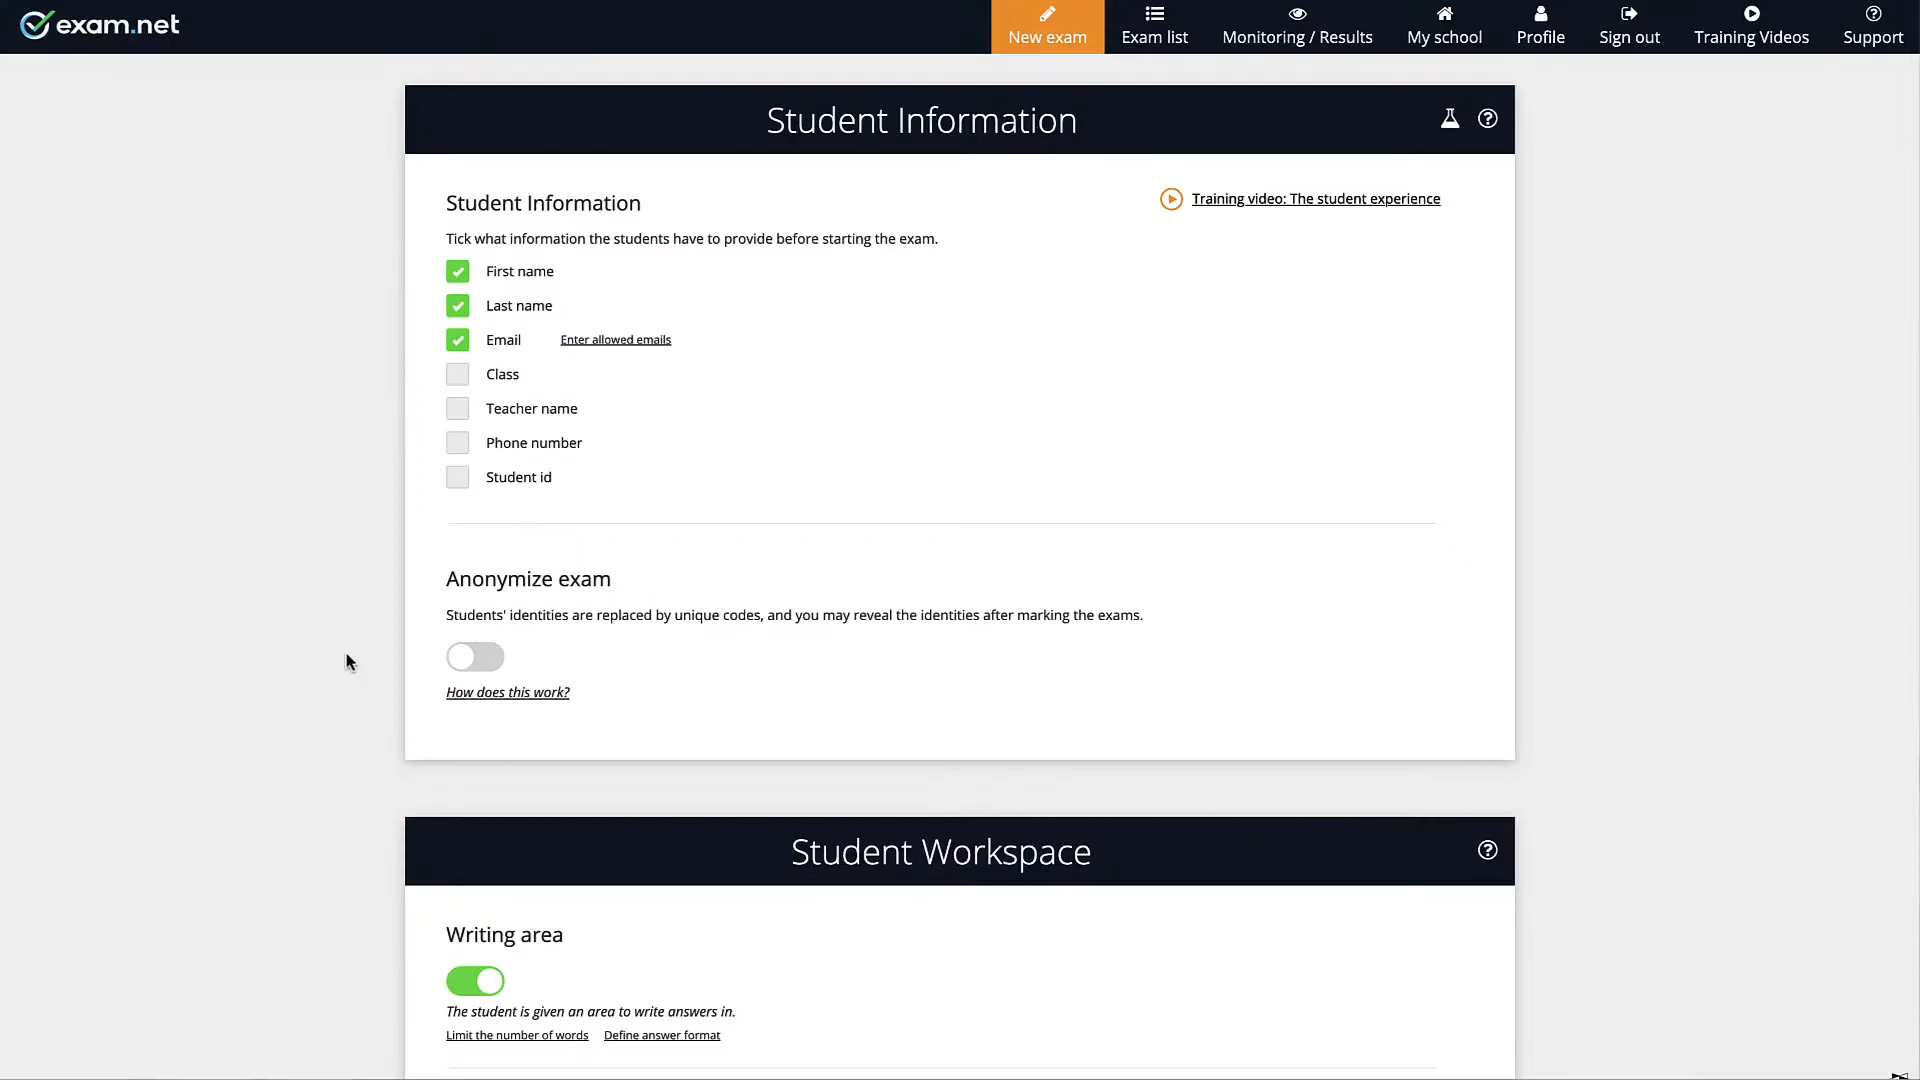 exam.net
New exam
Exam list
Monitoring / Results
My school
Profile
Sign out
Training Videos
Support
Student Information
Student Information
Training video: The student experience
Tick what information the students have to provide before starting the exam.
First name
Last name
Email Enter allowed emails
Class
Teacher name
Phone number
Student id
Anonymize exam
Students' identities are replaced by unique codes, and you may reveal the identities after marking the exams.
How does this work?
Student Workspace
Writing area
The student is given an area to write answers in.
Limit the number of words Define answer format